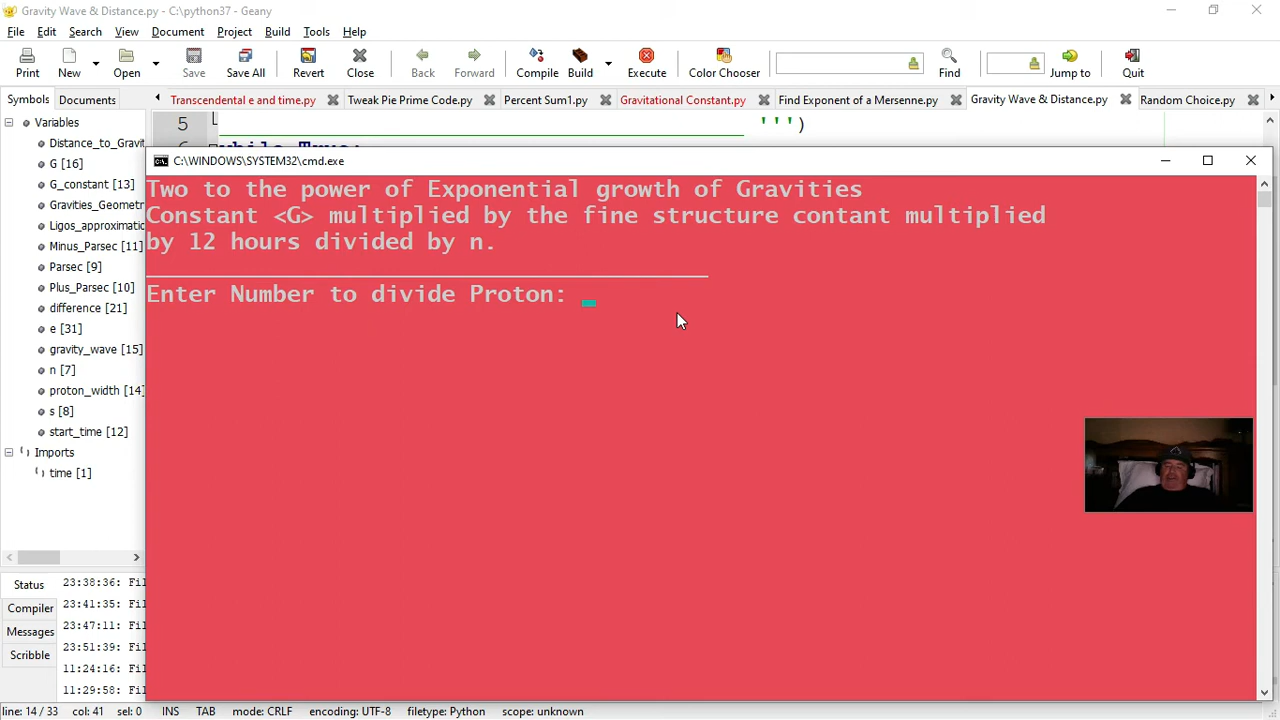 Gravity Wave & Distance.py - C:\python37 - Geany
File Edit Search View Document Project Build Tools Help
Print New Open Save Save All Revert Close Back Forward Compile Build Execute Color Chooser Find Jump to Quit
Symbols Documents
Transcendental e and time.py Tweak Pie Prime Code.py Percent Sum1.py Gravitational Constant.py Find Exponent of a Mersenne.py Gravity Wave & Distance.py Random Choice.py
Variables
Distance_to_Gravit
G [16]
G_constant [13]
Gravities_Geometr
Ligos_approximatio
Minus_Parsec [11]
Parsec [9]
Plus_Parsec [10]
difference [21]
e [31]
gravity_wave [15]
n [7]
proton_width [14]
s [8]
start_time [12]
Imports
time [1]
5 ''')
6 while True:
C:\WINDOWS\SYSTEM32\cmd.exe
Two to the power of Exponential growth of Gravities
Constant <G> multiplied by the fine structure contant multiplied
by 12 hours divided by n.
Enter Number to divide Proton:
Status
Compiler
Messages
Scribble
23:38:36: Fil
23:41:35: Fil
23:47:11: Fil
23:51:39: Fil
11:24:16: Fil
11:29:58: Fil
line: 14 / 33 col: 41 sel: 0 INS TAB mode: CRLF encoding: UTF-8 filetype: Python scope: unknown